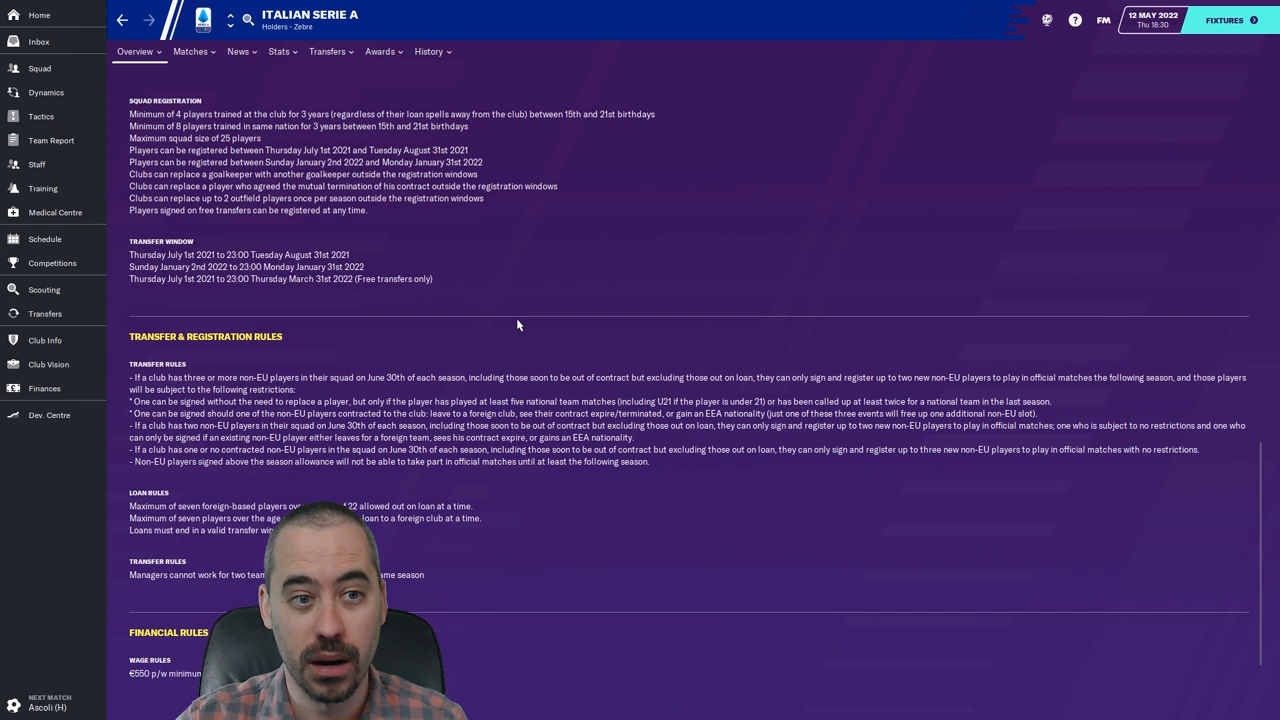 Home
Inbox
Squad
Dynamics
Tactics
Team Report
Staff
Training
Medical Centre
Schedule
Competitions
Scouting
Transfers
Club Info
Club Vision
Finances
Dev. Centre
NEXT MATCH
Ascoli (H)
ITALIAN SERIE A
Holders - Zebre
FM
12 MAY 2022
Thu 18:30
FIXTURES
Overview Matches News Stats Transfers Awards History
SQUAD REGISTRATION
Minimum of 4 players trained at the club for 3 years (regardless of their loan spells away from the club) between 15th and 21st birthdays
Minimum of 8 players trained in same nation for 3 years between 15th and 21st birthdays
Maximum squad size of 25 players
Players can be registered between Thursday July 1st 2021 and Tuesday August 31st 2021
Players can be registered between Sunday January 2nd 2022 and Monday January 31st 2022
Clubs can replace a goalkeeper with another goalkeeper outside the registration windows
Clubs can replace a player who agreed the mutual termination of his contract outside the registration windows
Clubs can replace up to 2 outfield players once per season outside the registration windows
Players signed on free transfers can be registered at any time.
TRANSFER WINDOW
Thursday July 1st 2021 to 23:00 Tuesday August 31st 2021
Sunday January 2nd 2022 to 23:00 Monday January 31st 2022
Thursday July 1st 2021 to 23:00 Thursday March 31st 2022 (Free transfers only)
TRANSFER & REGISTRATION RULES
TRANSFER RULES
- If a club has three or more non-EU players in their squad on June 30th of each season, including those soon to be out of contract but excluding those out on loan, they can only sign and register up to two new non-EU players to play in official matches the following season, and those players
will be subject to the following restrictions:
* One can be signed without the need to replace a player, but only if the player has played at least five national team matches (including U21 if the player is under 21) or has been called up at least twice for a national team in the last season.
* One can be signed should one of the non-EU players contracted to the club: leave to a foreign club, see their contract expire/terminated, or gain an EEA nationality (just one of these three events will free up one additional non-EU slot).
- If a club has two non-EU players in their squad on June 30th of each season, including those soon to be out of contract but excluding those out on loan, they can only sign and register up to two new non-EU players to play in official matches; one who is subject to no restrictions and one who
can only be signed if an existing non-EU player either leaves for a foreign team, sees his contract expire, or gains an EEA nationality.
- If a club has one or no contracted non-EU players in the squad on June 30th of each season, including those soon to be out of contract but excluding those out on loan, they can only sign and register up to three new non-EU players to play in official matches with no restrictions.
- Non-EU players signed above the season allowance will not be able to take part in official matches until at least the following season.
LOAN RULES
Maximum of seven foreign-based players 22 allowed out on loan at a time.
Maximum of seven players over the age loan to a foreign club at a time.
Loans must end in a valid transfer
TRANSFER RULES
Managers cannot work for two season
FINANCIAL RULES
WAGE RULES
€550 p/w